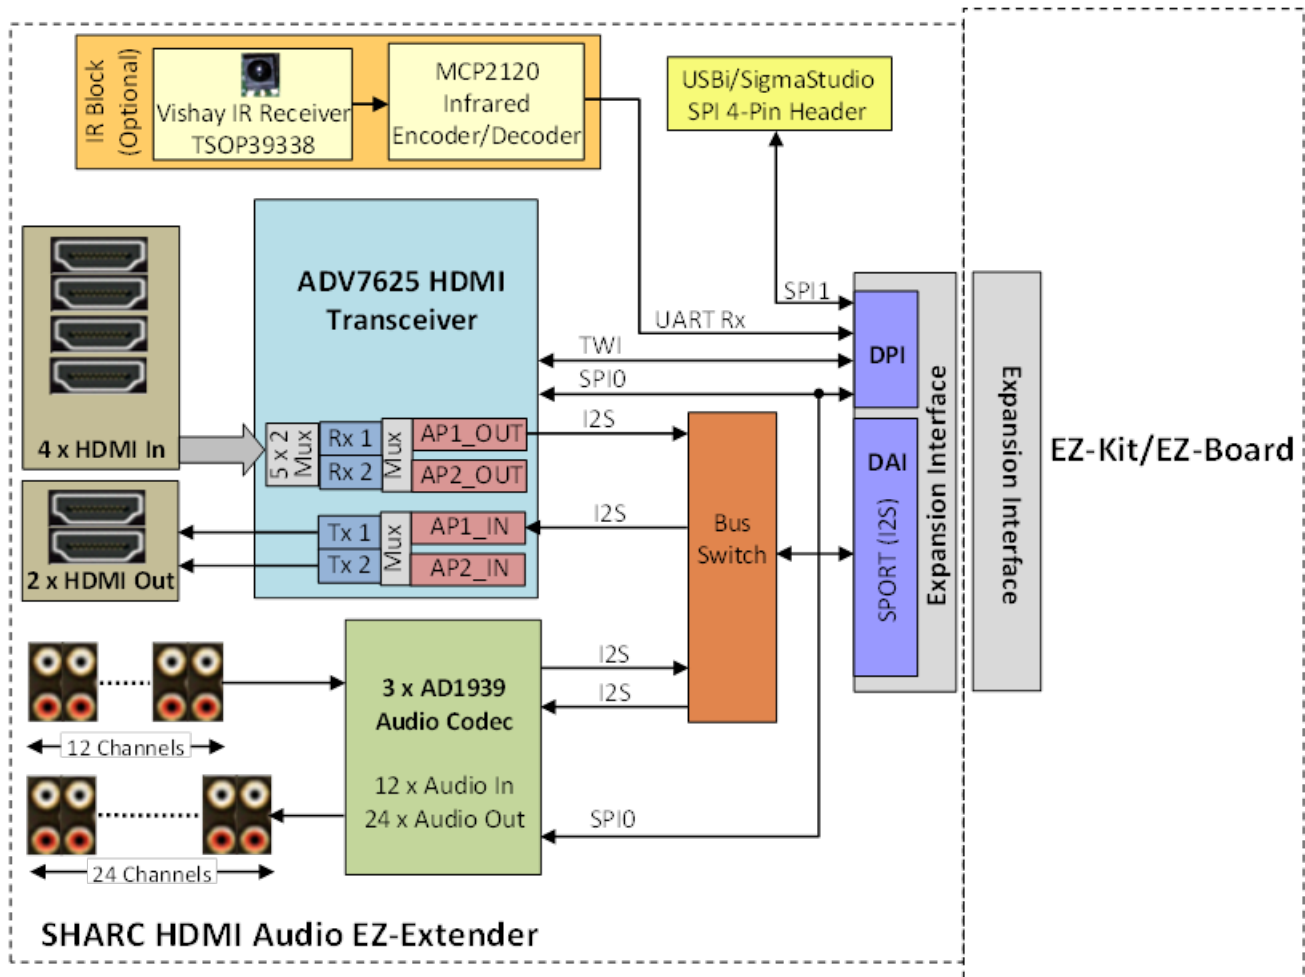 IR Block
(Optional)
Vishay IR Receiver
TSOP39338
MCP2120
Infrared
Encoder/Decoder
USBi/SigmaStudio
SPI 4-Pin Header
ADV7625 HDMI
Transceiver
4 x HDMI In
2 x HDMI Out
5 x 2
Mux
Rx 1
Rx 2
Mux
AP1_OUT
AP2_OUT
Tx 1
Tx 2
Mux
AP1_IN
AP2_IN
SPI1
UART Rx
TWI
SPI0
I2S
I2S
Bus
Switch
DPI
DAI
SPORT (I2S)
Expansion Interface
Expansion Interface
EZ-Kit/EZ-Board
3 x AD1939
Audio Codec
12 x Audio In
24 x Audio Out
I2S
I2S
SPI0
12 Channels
24 Channels
SHARC HDMI Audio EZ-Extender